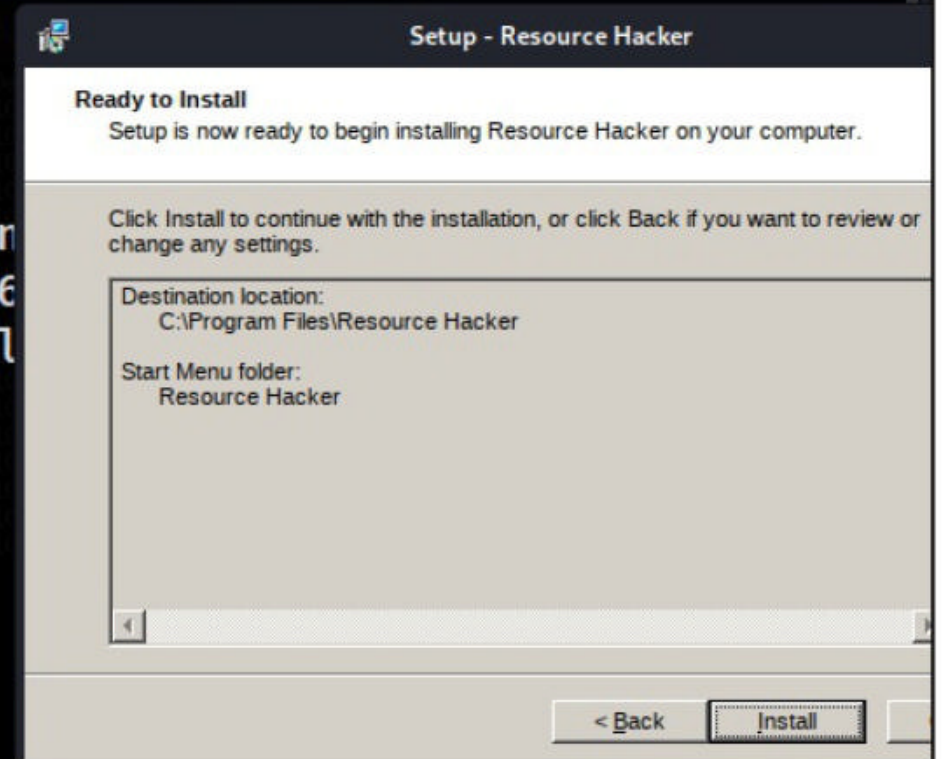 Setup - Resource Hacker
Ready to Install
Setup is now ready to begin installing Resource Hacker on your computer.
Click Install to continue with the installation, or click Back if you want to review or
change any settings.
Destination location:
C:\Program Files\Resource Hacker
Start Menu folder:
Resource Hacker
< Back
Install